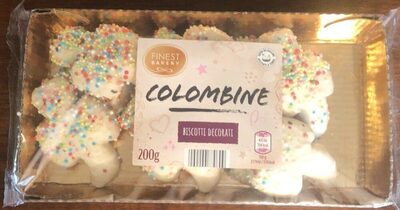 FINEST
BAKERY
COLOMBINE
BISCOTTI DECORATI
200g